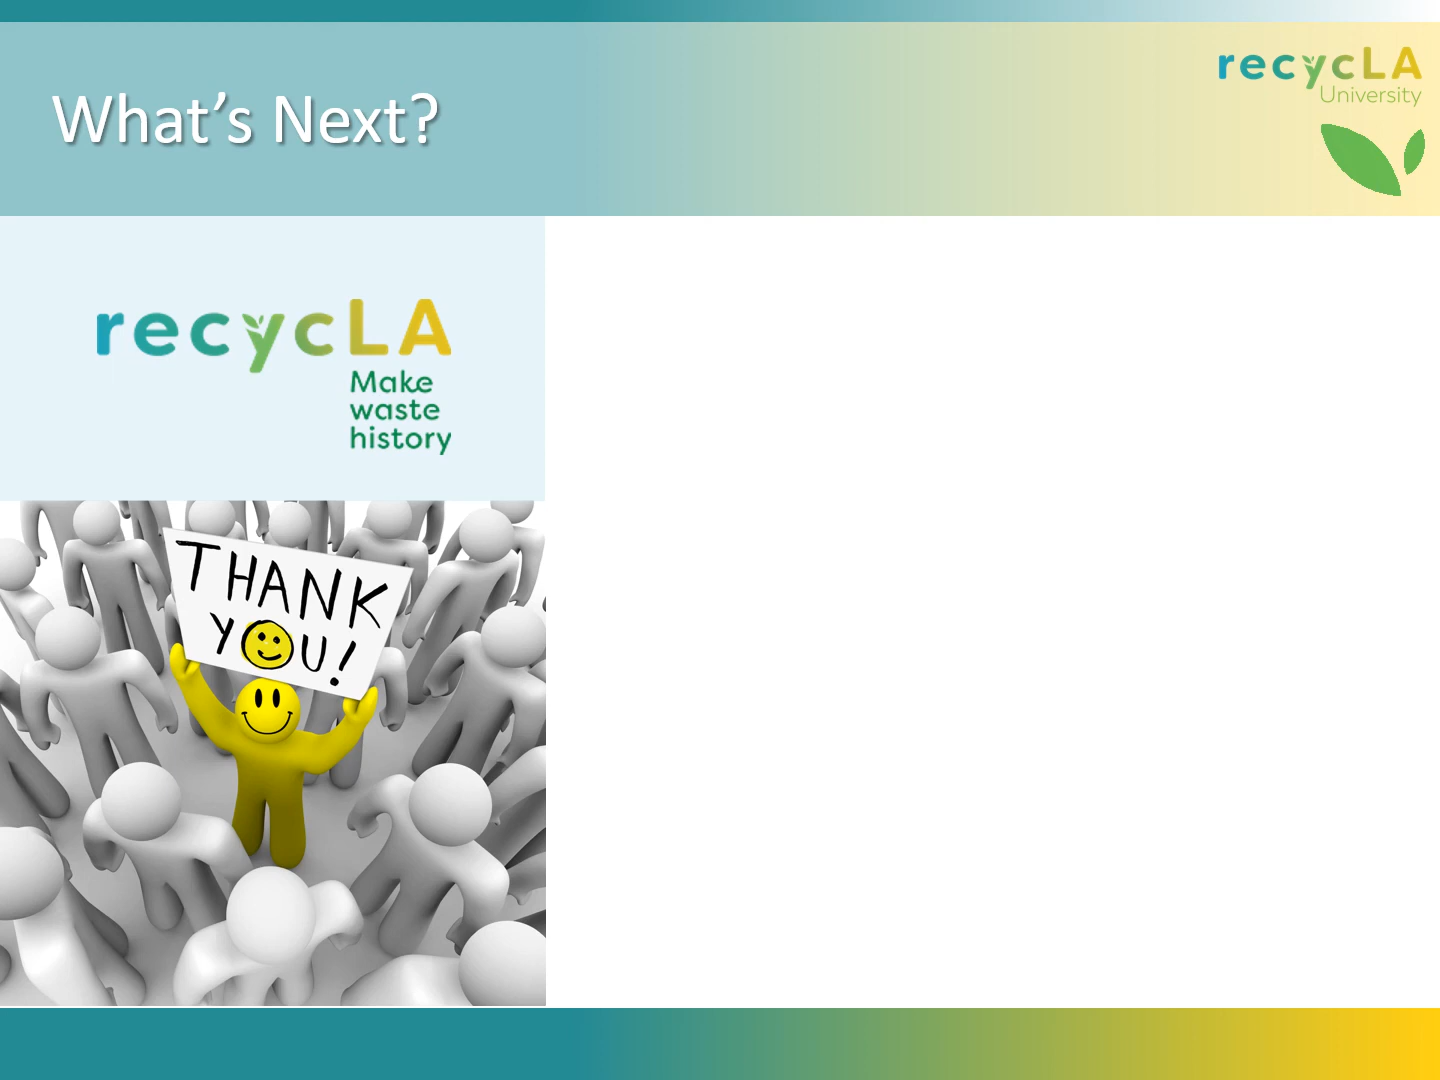 What's Next?
recycLA
University
recycLA
Make
waste
history
THANK
YOU!